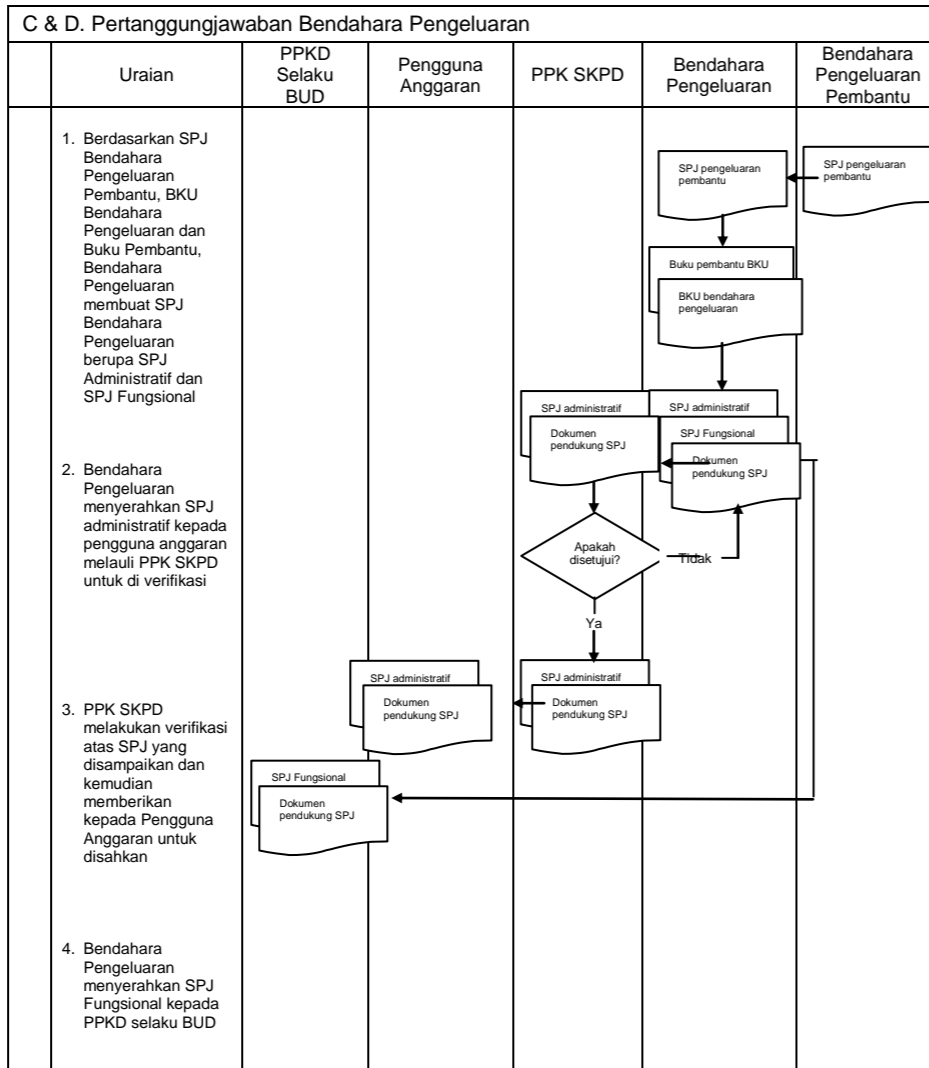 C & D. Pertanggungjawaban Bendahara Pengeluaran
Uraian
PPKD
Selaku
BUD
Pengguna
Anggaran
PPK SKPD
Bendahara
Pengeluaran
Bendahara
Pengeluaran
Pembantu
1. Berdasarkan SPJ
Bendahara
Pengeluaran
Pembantu, BKU
Bendahara
Pengeluaran dan
Buku Pembantu,
Bendahara
Pengeluaran
membuat SPJ
Bendahara
Pengeluaran
berupa SPJ
Administratif dan
SPJ Fungsional
2. Bendahara
Pengeluaran
menyerahkan SPJ
administratif kepada
pengguna anggaran
melauli PPK SKPD
untuk di verifikasi
3. PPK SKPD
melakukan verifikasi
atas SPJ yang
disampaikan dan
kemudian
memberikan
kepada Pengguna
Anggaran untuk
disahkan
4. Bendahara
Pengeluaran
menyerahkan SPJ
Fungsional kepada
PPKD selaku BUD
SPJ pengeluaran
pembantu
SPJ pengeluaran
pembantu
Buku pembantu BKU
BKU bendahara
pengeluaran
SPJ administratif
Dokumen
pendukung SPJ
SPJ administratif
SPJ Fungsional
Dokumen
pendukung SPJ
Apakah
disetujui?
Tidak
Ya
SPJ administratif
Dokumen
pendukung SPJ
SPJ administratif
Dokumen
pendukung SPJ
SPJ Fungsional
Dokumen
pendukung SPJ